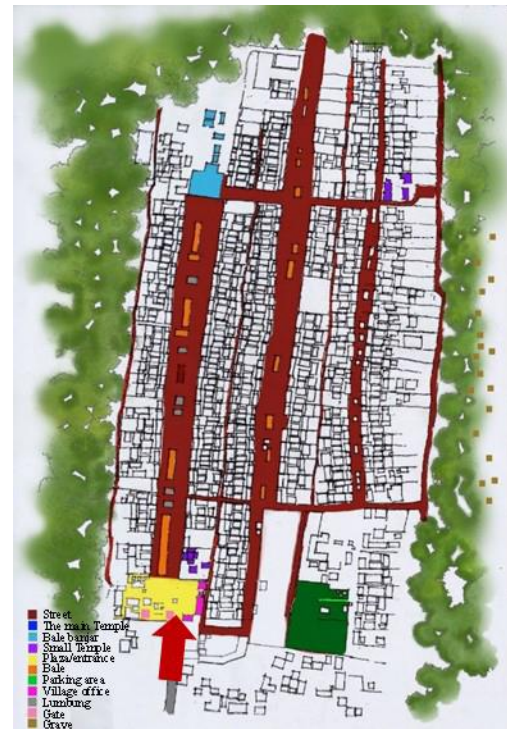 Street
The main Temple
Bale banjar
Small Temple
Plaza/entrance
Bale
Parking area
Village office
Lumbung
Gate
Grave